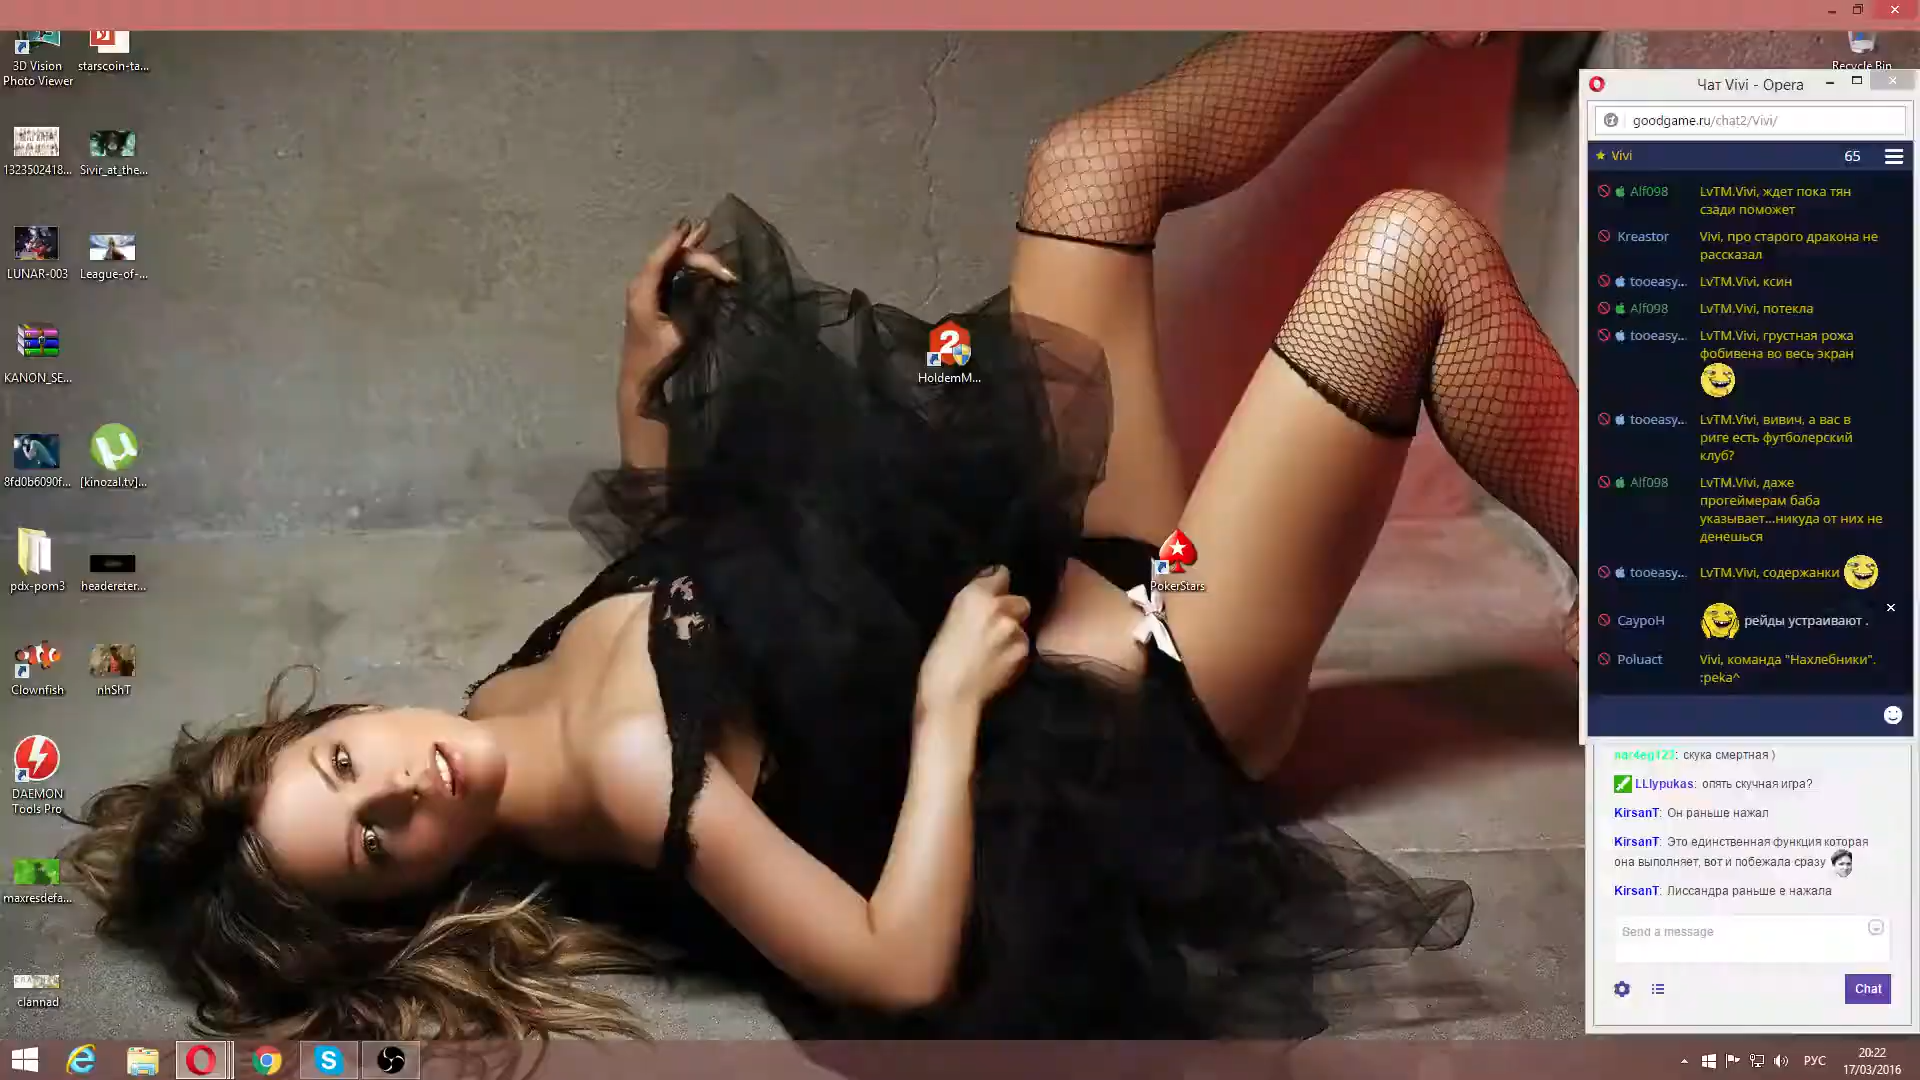 3D Vision
Photo Viewer
starscoin-ta...
1323502418...
Sivir_at_the...
LUNAR-003
League-of-...
KANON_SE...
8fd0b6090f...
[kinozal.tv]...
pdx-pom3
headereter...
Clownfish
nhShT
DAEMON
Tools Pro
maxresdefa...
clannad
2
HoldemM...
PokerStars
Recycle Bin
Чат Vivi - Opera
goodgame.ru/chat2/Vivi/
Vivi
65
Alf098
LvTM.Vivi, ждет пока тян
сзади поможет
Kreastor
Vivi, про старого дракона не
рассказал
tooeasy...
LvTM.Vivi, ксин
Alf098
LvTM.Vivi, потекла
tooeasy...
LvTM.Vivi, грустная рожа
фобивена во весь экран
tooeasy...
LvTM.Vivi, вивич, а вас в
риге есть футболерский
клуб?
Alf098
LvTM.Vivi, даже
прогеймерам баба
указывает...никуда от них не
денешься
tooeasy...
LvTM.Vivi, содержанки
CaypoH
рейды устраивают .
Poluact
Vivi, команда "Нахлебники".
:peka^
скука смертная )
LLlypukas: опять скучная игра?
KirsanT: Он раньше нажал
KirsanT: Это единственная функция которая
она выполняет, вот и побежала сразу
KirsanT: Лиссандра раньше е нажала
Send a message
Chat
РУС
20:22
17/03/2016